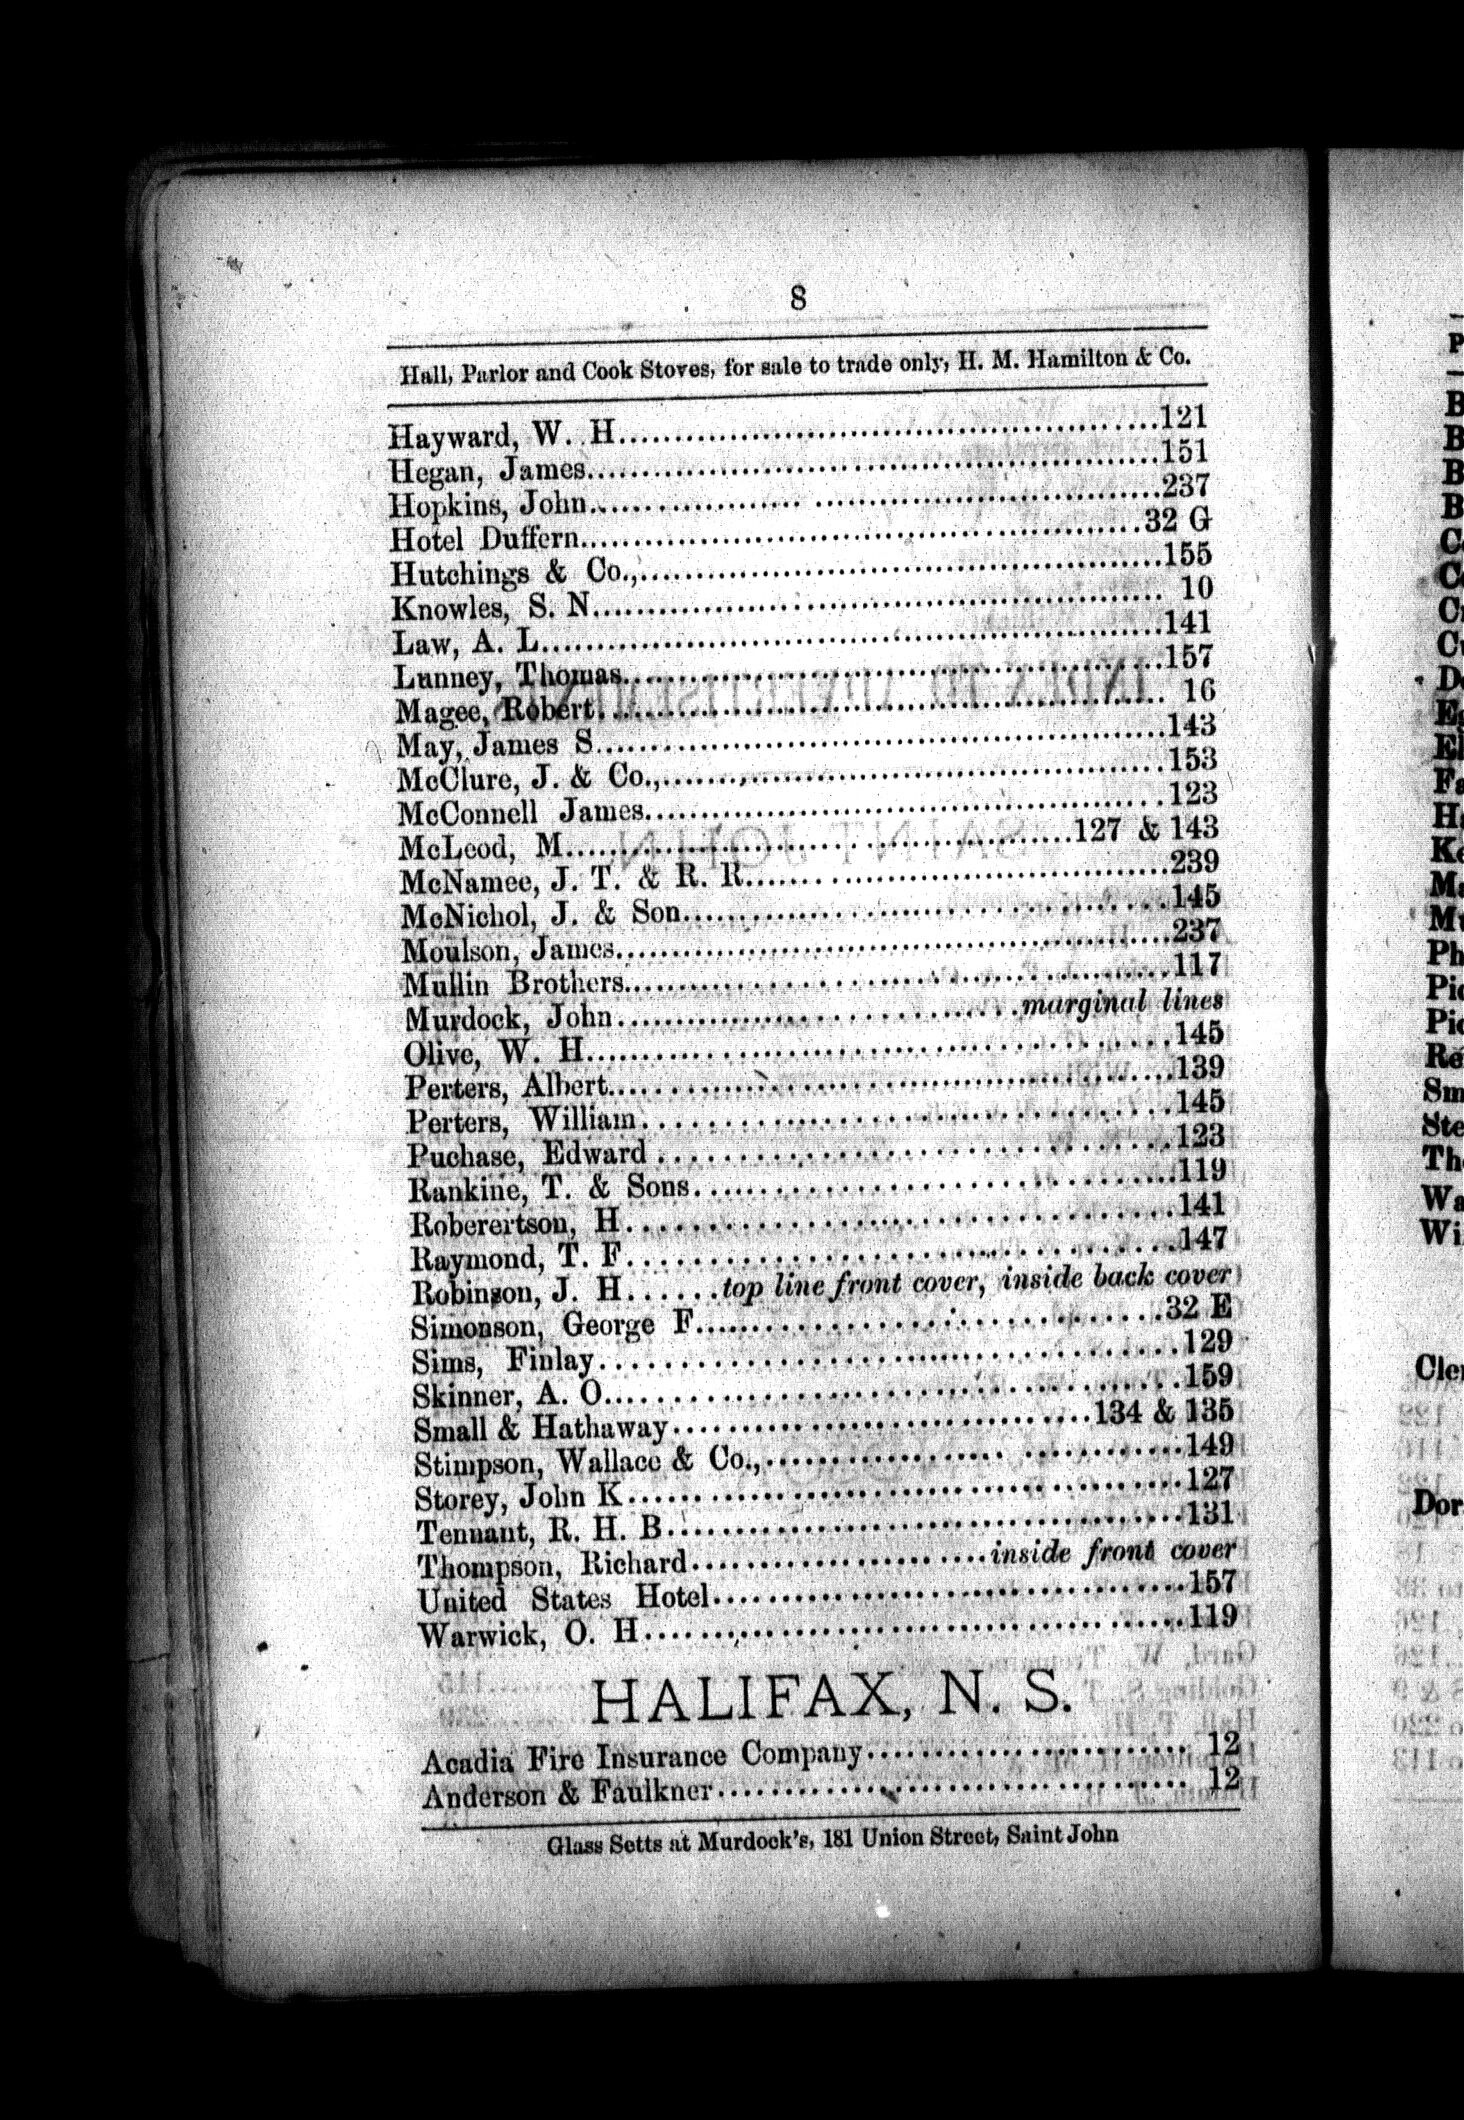 8
Hall, Parlor and Cook Stoves, for sale to trade only, H. M. Hamilton & Co.
Hayward, W. H..........121
Hegan, James..........151
Hopkins, John..........237
Hotel Duffern..........32 G
Hutchings & Co.,..........155
Knowles, S. N.......... 10
Law, A. L..........141
Lunney, Thomas..........157
Magee, Robert.......... 16
May, James S..........143
McClure, J. & Co.,..........153
McConnell James..........123
McLeod, M..........127 & 143
McNamee, J. T. & R. R..........239
McNichol, J. & Son..........145
Moulson, James..........237
Mullin Brothers..........117
Murdock, John..........marginal lines
Olive, W. H..........145
Perters, Albert..........139
Perters, William..........145
Puchase, Edward..........123
Rankine, T. & Sons..........119
Roberertson, H..........141
Raymond, T. F..........147
Robinson, J. H.......top line front cover, inside back cover
Simonson, George F..........32 E
Sims, Finlay..........129
Skinner, A. O..........159
Small & Hathaway..........134 & 135
Stimpson, Wallace & Co.,..........149
Storey, John K..........127
Tennant, R. H. B..........131
Thompson, Richard..........inside front cover
United States Hotel..........157
Warwick, O. H..........119
HALIFAX, N. S.
Acadia Fire Insurance Company.......... 12
Anderson & Faulkner.......... 12
Glass Setts at Murdock's, 181 Union Street, Saint John